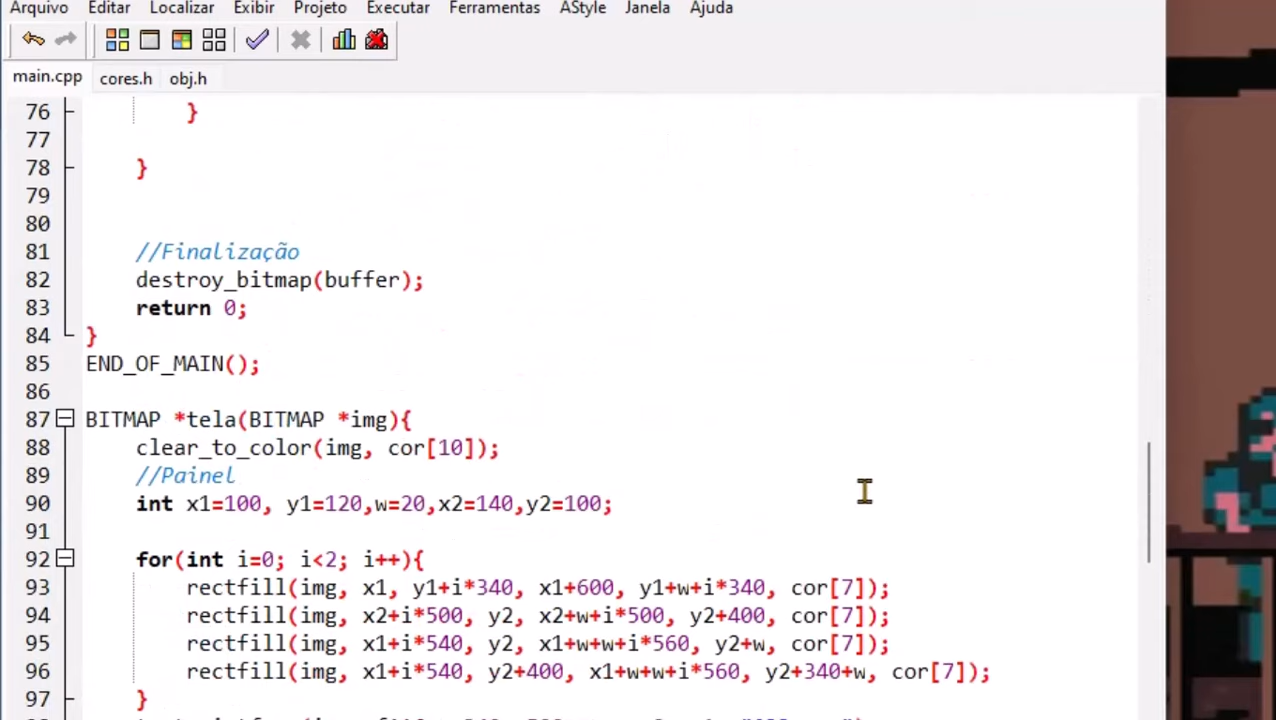 Arquivo Editar Localizar Exibir Projeto Executar Ferramentas AStyle Janela Ajuda
main.cpp cores.h obj.h
76 }
77
78 }
79
80
81 //Finalização
82 destroy_bitmap(buffer);
83 return 0;
84 }
85 END_OF_MAIN();
86
87 BITMAP *tela(BITMAP *img){
88 clear_to_color(img, cor[10]);
89 //Painel
90 int x1=100, y1=120,w=20,x2=140,y2=100;
91
92 for(int i=0; i<2; i++){
93 rectfill(img, x1, y1+i*340, x1+600, y1+w+i*340, cor[7]);
94 rectfill(img, x2+i*500, y2, x2+w+i*500, y2+400, cor[7]);
95 rectfill(img, x1+i*540, y2, x1+w+w+i*560, y2+w, cor[7]);
96 rectfill(img, x1+i*540, y2+400, x1+w+w+i*560, y2+340+w, cor[7]);
97 }